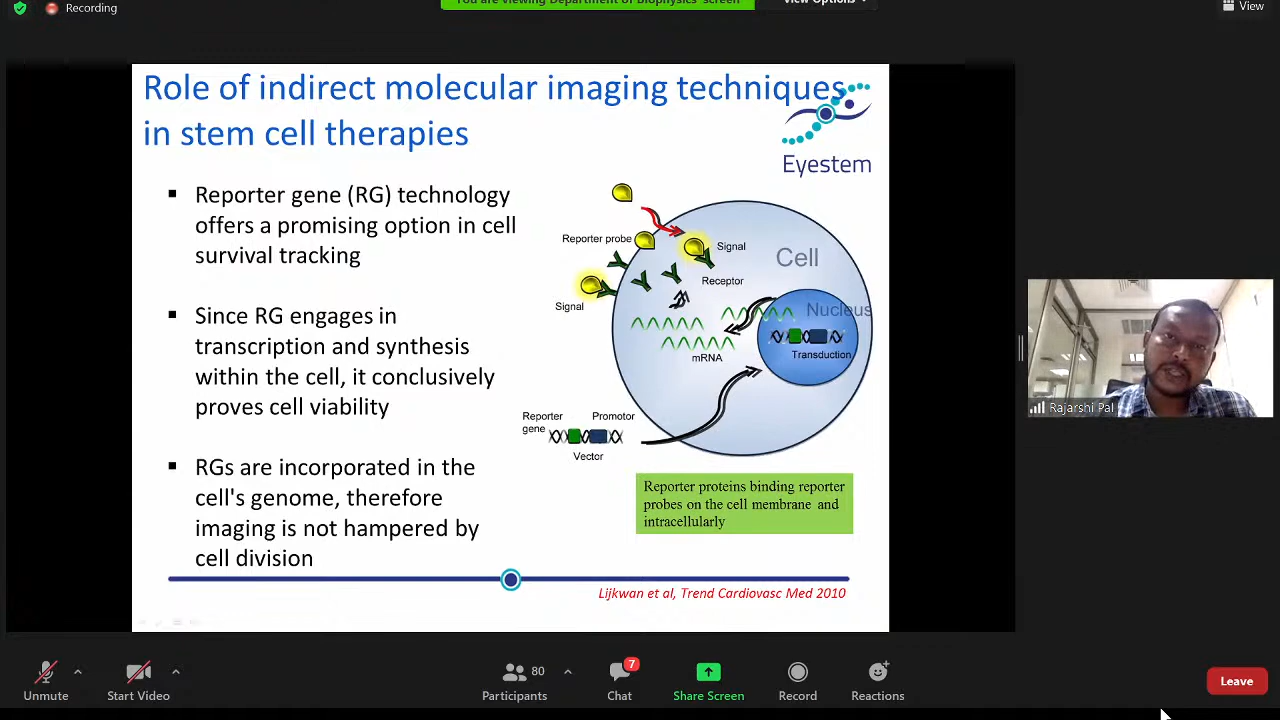 Recording
You are viewing Department of Biophysics' screen
View Options
View
Role of indirect molecular imaging techniques
in stem cell therapies
Eyestem
▪ Reporter gene (RG) technology
offers a promising option in cell
survival tracking
▪ Since RG engages in
transcription and synthesis
within the cell, it conclusively
proves cell viability
▪ RGs are incorporated in the
cell's genome, therefore
imaging is not hampered by
cell division
Reporter probe
Signal
Cell
Receptor
Signal
Nucleus
mRNA
Transduction
Reporter
gene
Promotor
Vector
Reporter proteins binding reporter
probes on the cell membrane and
intracellularly
Lijkwan et al, Trend Cardiovasc Med 2010
Rajarshi Pal
Unmute
Start Video
80
Participants
7
Chat
Share Screen
Record
Reactions
Leave